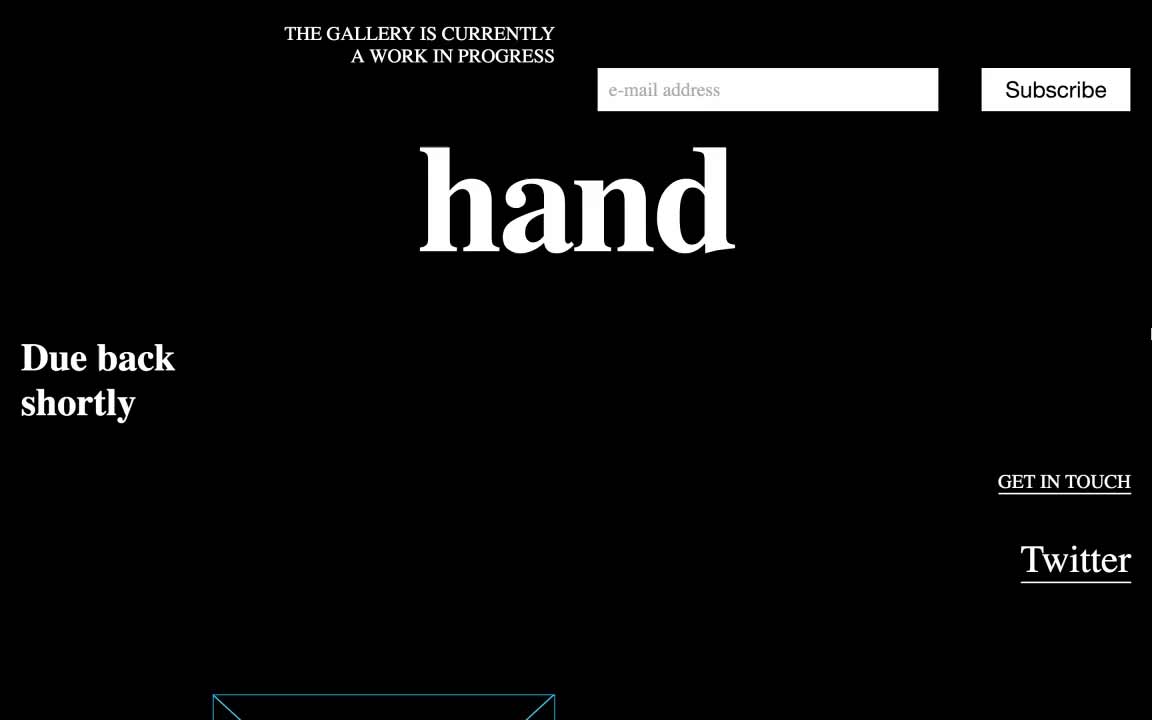 THE GALLERY IS CURRENTLY
A WORK IN PROGRESS
e-mail address
Subscribe
hand
Due back
shortly
GET IN TOUCH
Twitter